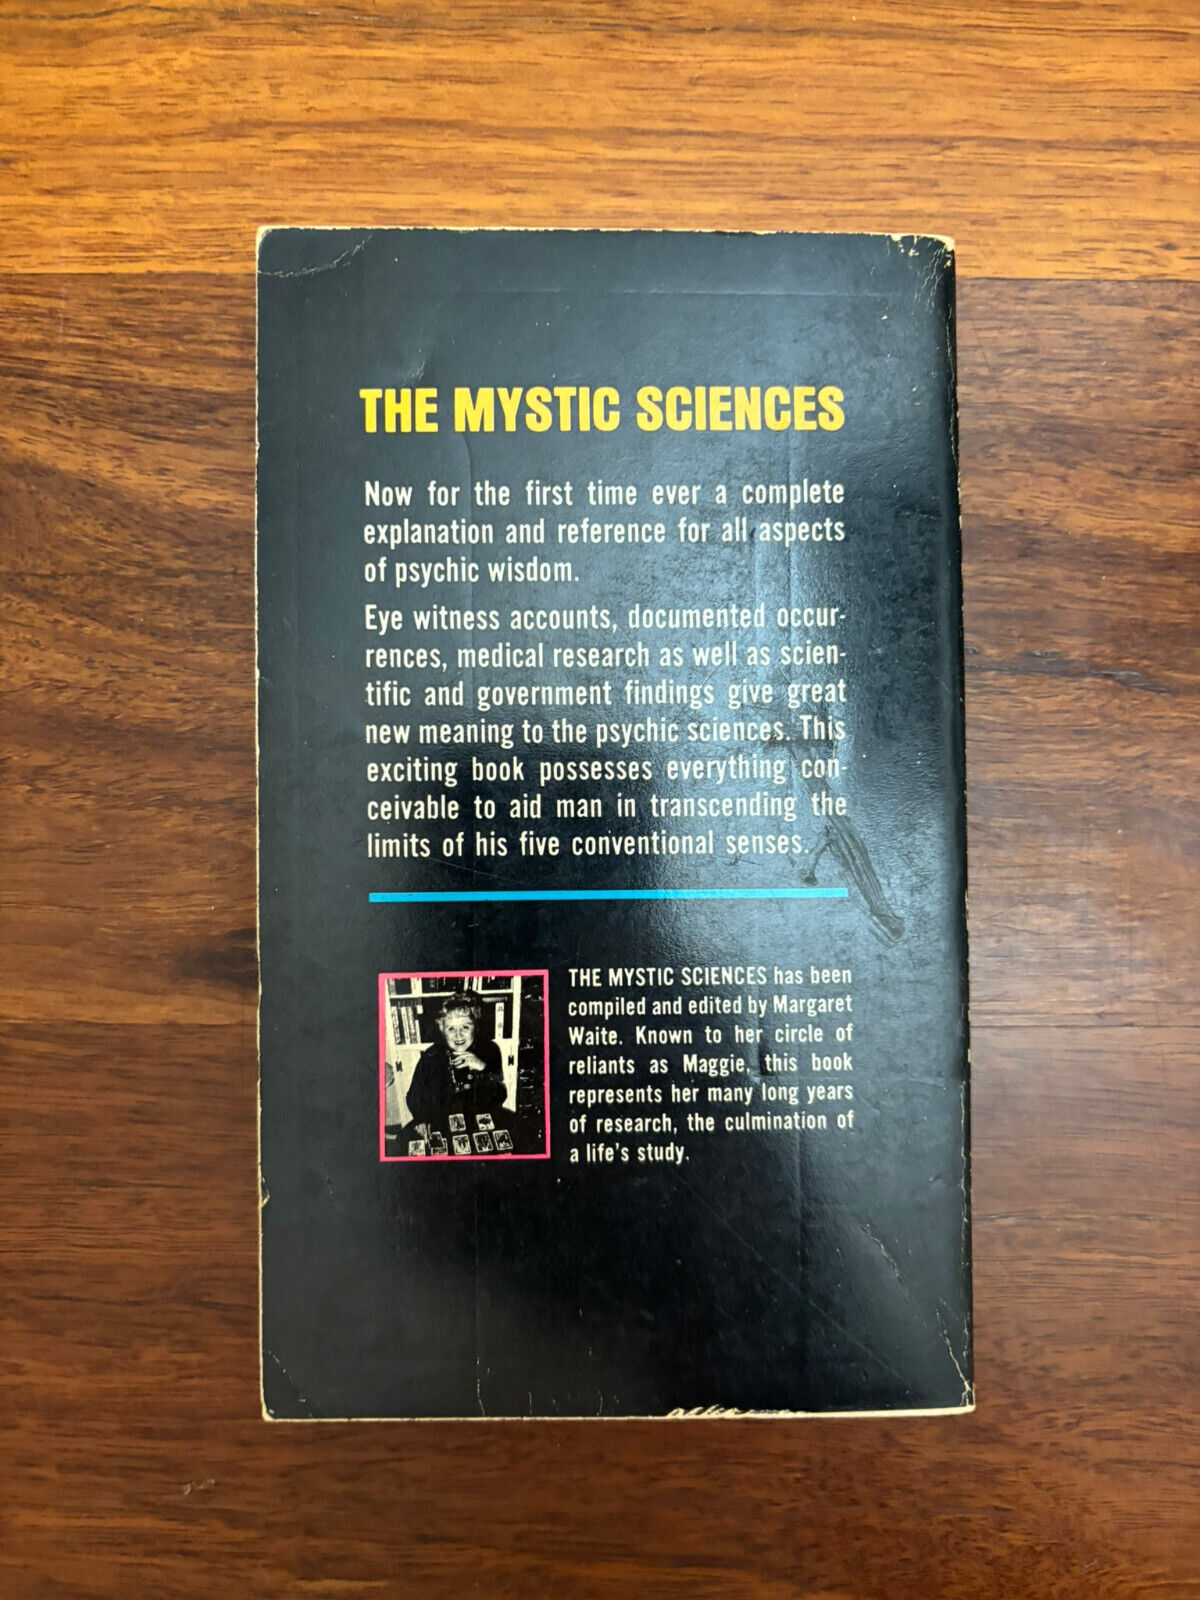 THE MYSTIC SCIENCES
Now for the first time ever a complete
explanation and reference for all aspects
of psychic wisdom.
Eye witness accounts, documented occur-
rences, medical research as well as scien-
tific and government findings give great
new meaning to the psychic sciences. This
exciting book possesses everything con-
ceivable to aid man in transcending the
limits of his five conventional senses.
THE MYSTIC SCIENCES has been
compiled and edited by Margaret
Waite. Known to her circle of
reliants as Maggie, this book
represents her many long years
of research, the culmination of
a life's study.